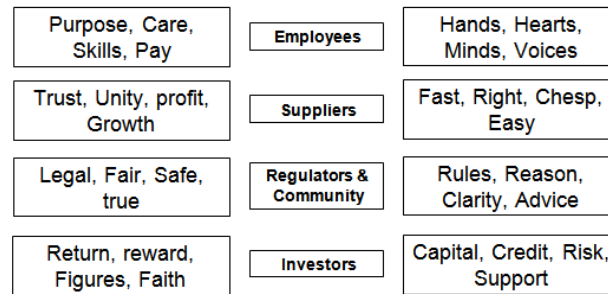 Purpose, Care,
Skills, Pay
Employees
Hands, Hearts,
Minds, Voices
Trust, Unity, profit,
Growth
Suppliers
Fast, Right, Chesp,
Easy
Legal, Fair, Safe,
true
Regulators &
Community
Rules, Reason,
Clarity, Advice
Return, reward,
Figures, Faith
Investors
Capital, Credit, Risk,
Support